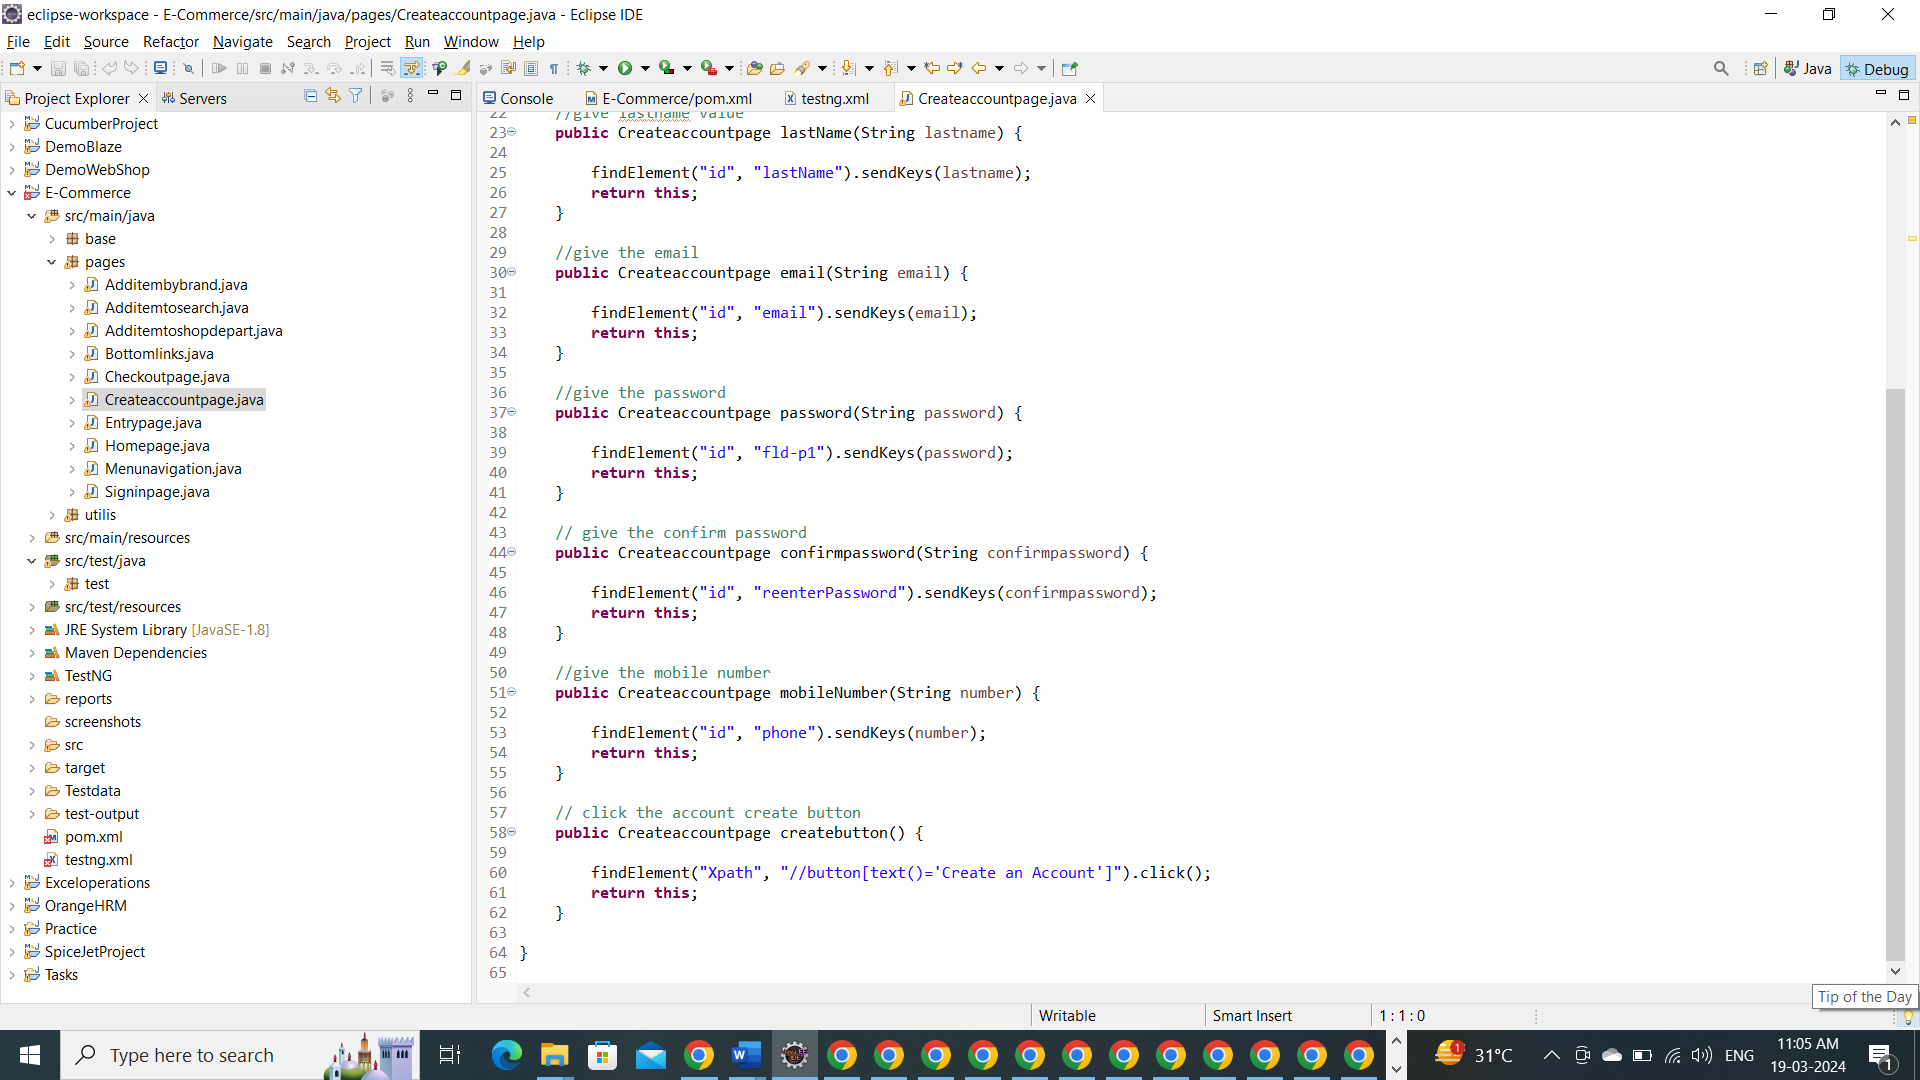 eclipse-workspace - E-Commerce/src/main/java/pages/Createaccountpage.java - Eclipse IDE
File Edit Source Refactor Navigate Search Project Run Window Help
Java Debug
Project Explorer Servers
Console E-Commerce/pom.xml testng.xml Createaccountpage.java
CucumberProject
DemoBlaze
DemoWebShop
E-Commerce
src/main/java
base
pages
Additembybrand.java
Additemtosearch.java
Additemtoshopdepart.java
Bottomlinks.java
Checkoutpage.java
Createaccountpage.java
Entrypage.java
Homepage.java
Menunavigation.java
Signinpage.java
utilis
src/main/resources
src/test/java
test
src/test/resources
JRE System Library [JavaSE-1.8]
Maven Dependencies
TestNG
reports
screenshots
src
target
Testdata
test-output
pom.xml
testng.xml
Exceloperations
OrangeHRM
Practice
SpiceJetProject
Tasks
22 //give lastname value
23 public Createaccountpage lastName(String lastname) {
24
25 findElement("id", "lastName").sendKeys(lastname);
26 return this;
27 }
28
29 //give the email
30 public Createaccountpage email(String email) {
31
32 findElement("id", "email").sendKeys(email);
33 return this;
34 }
35
36 //give the password
37 public Createaccountpage password(String password) {
38
39 findElement("id", "fld-p1").sendKeys(password);
40 return this;
41 }
42
43 // give the confirm password
44 public Createaccountpage confirmpassword(String confirmpassword) {
45
46 findElement("id", "reenterPassword").sendKeys(confirmpassword);
47 return this;
48 }
49
50 //give the mobile number
51 public Createaccountpage mobileNumber(String number) {
52
53 findElement("id", "phone").sendKeys(number);
54 return this;
55 }
56
57 // click the account create button
58 public Createaccountpage createbutton() {
59
60 findElement("Xpath", "//button[text()='Create an Account']").click();
61 return this;
62 }
63
64 }
65
Tip of the Day
Writable Smart Insert 1 : 1 : 0
Type here to search
1 31°C ENG 11:05 AM
19-03-2024
1